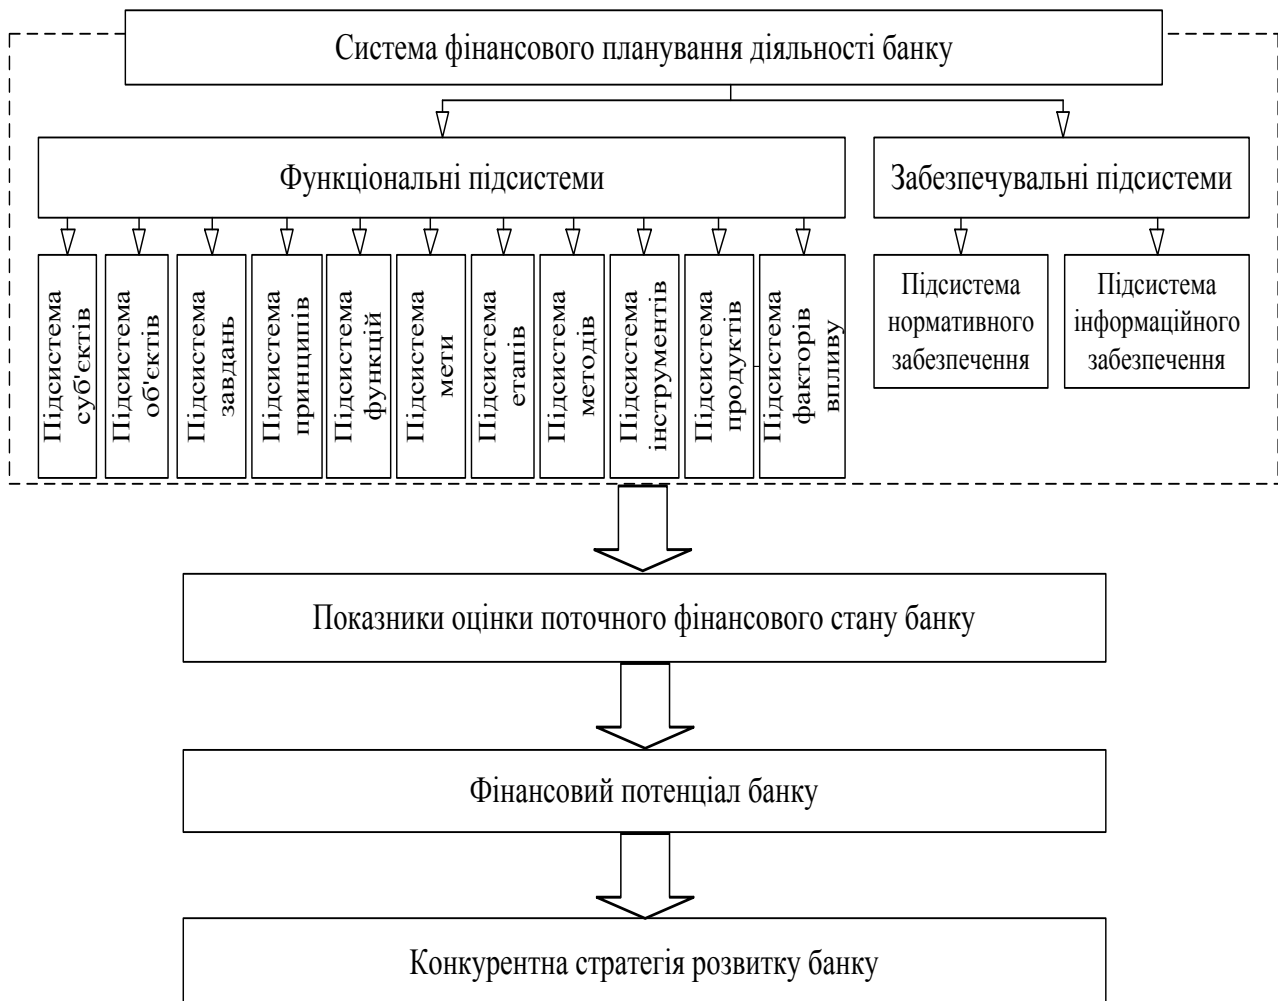 Система фінансового планування діяльності банку
Функціональні підсистеми
Забезпечувальні підсистеми
Підсистема
суб'єктів
Підсистема
об'єктів
Підсистема
завдань
Підсистема
принципів
Підсистема
функцій
Підсистема
мети
Підсистема
етапів
Підсистема
методів
Підсистема
інструментів
Підсистема
продуктів
Підсистема
факторів
впливу
Підсистема
нормативного
забезпечення
Підсистема
інформаційного
забезпечення
Показники оцінки поточного фінансового стану банку
Фінансовий потенціал банку
Конкурентна стратегія розвитку банку